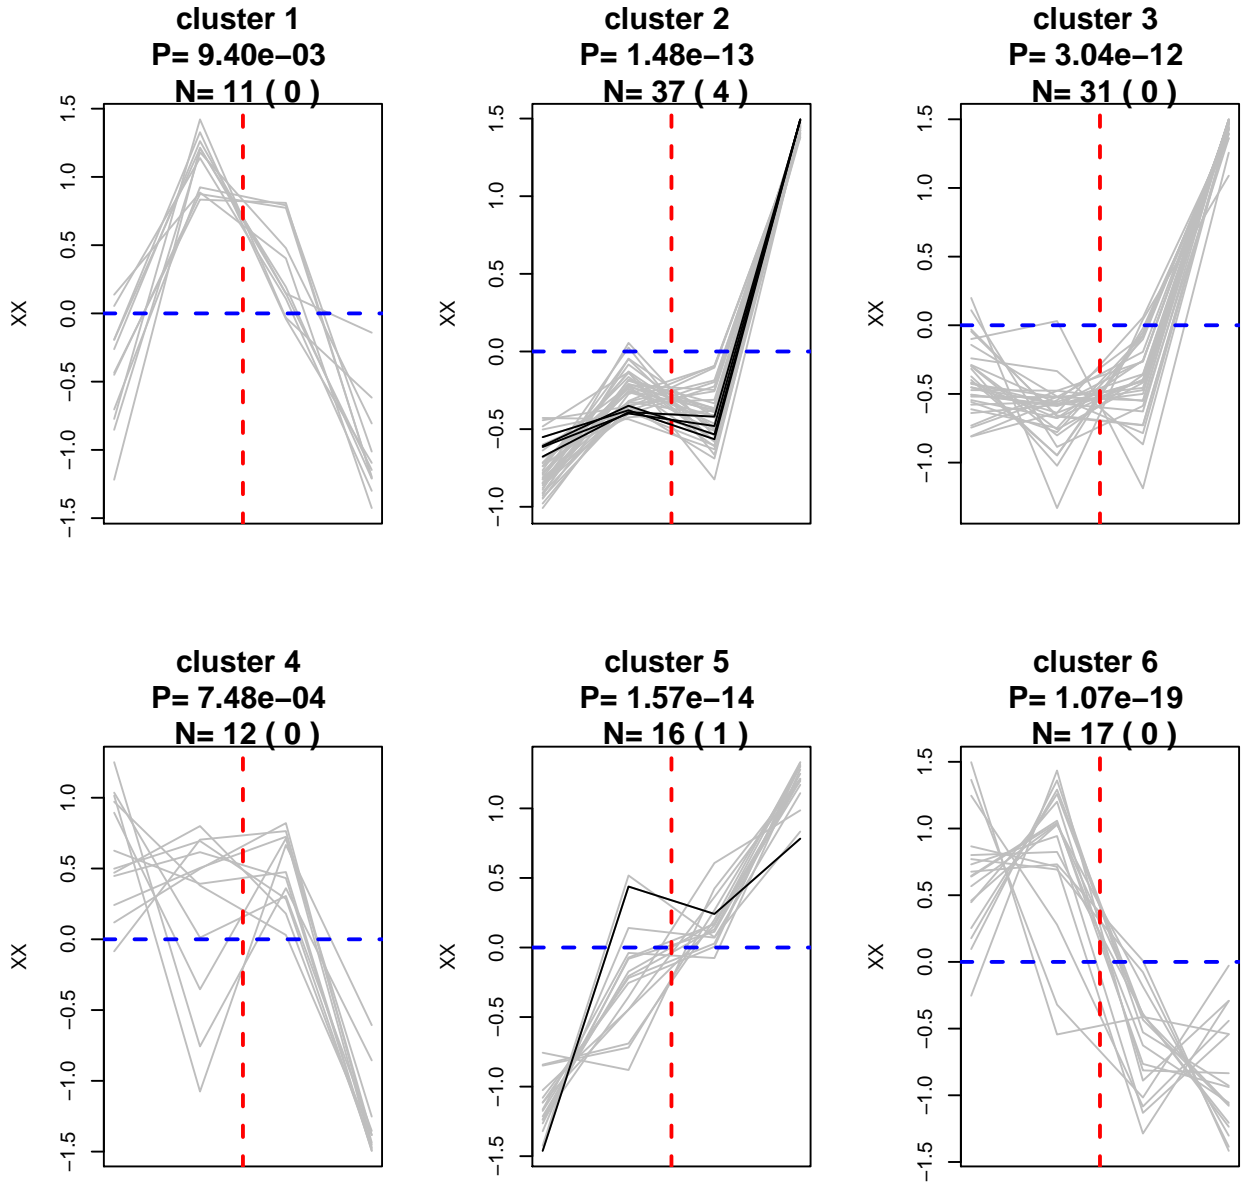 cluster 1
P= 9.40e−03
N= 11 ( 0 )
XX
1.5
1.0
0.5
0.0
−0.5
−1.0
−1.5
cluster 2
P= 1.48e−13
N= 37 ( 4 )
XX
1.5
1.0
0.5
0.0
−0.5
−1.0
cluster 3
P= 3.04e−12
N= 31 ( 0 )
XX
1.5
1.0
0.5
0.0
−0.5
−1.0
cluster 4
P= 7.48e−04
N= 12 ( 0 )
XX
1.0
0.5
0.0
−0.5
−1.0
−1.5
cluster 5
P= 1.57e−14
N= 16 ( 1 )
XX
1.0
0.5
0.0
−0.5
−1.0
−1.5
cluster 6
P= 1.07e−19
N= 17 ( 0 )
XX
1.5
1.0
0.5
0.0
−0.5
−1.0
−1.5